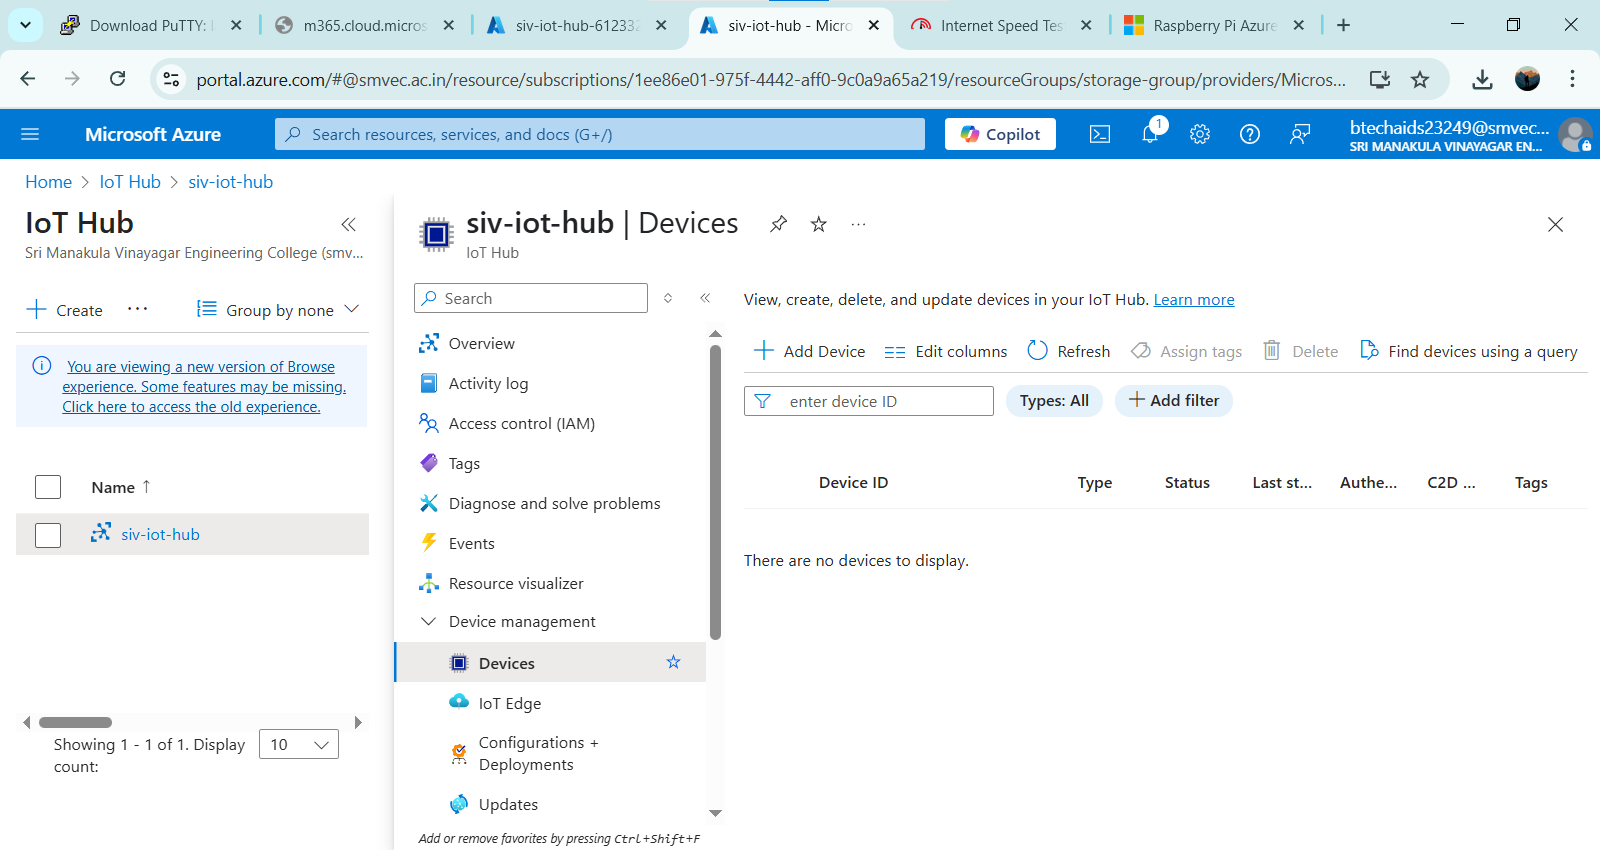 Download PuTTY: l
m365.cloud.micros
siv-iot-hub-612332
siv-iot-hub - Micro
Internet Speed Tes
Raspberry Pi Azure
portal.azure.com/#@smvec.ac.in/resource/subscriptions/1ee86e01-975f-4442-aff0-9c0a9a65a219/resourceGroups/storage-group/providers/Micros...
Microsoft Azure
Search resources, services, and docs (G+/)
Copilot
1
btechaids23249@smvec...
SRI MANAKULA VINAYAGAR EN...
Home > IoT Hub > siv-iot-hub
IoT Hub
Sri Manakula Vinayagar Engineering College (smv...
Create
Group by none
You are viewing a new version of Browse
experience. Some features may be missing.
Click here to access the old experience.
Name ↑
siv-iot-hub
Showing 1 - 1 of 1. Display
count:
10
siv-iot-hub | Devices
IoT Hub
Search
Overview
Activity log
Access control (IAM)
Tags
Diagnose and solve problems
Events
Resource visualizer
Device management
Devices
IoT Edge
Configurations +
Deployments
Updates
Add or remove favorites by pressing Ctrl+Shift+F
View, create, delete, and update devices in your IoT Hub. Learn more
Add Device
Edit columns
Refresh
Assign tags
Delete
Find devices using a query
enter device ID
Types: All
Add filter
Device ID
Type
Status
Last st...
Authe...
C2D ...
Tags
There are no devices to display.